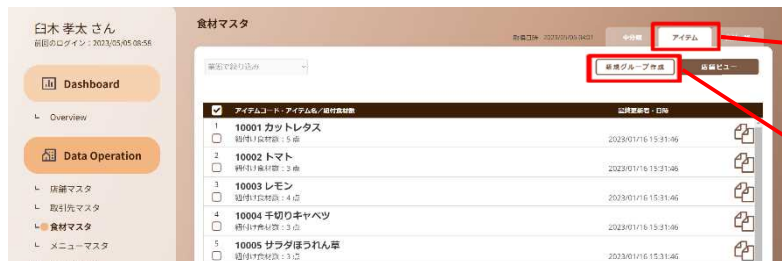 臼木 孝太 さん
前回のログイン：2023/05/05 08:56
Dashboard
Overview
Data Operation
店舗マスタ
取引先マスタ
食材マスタ
メニューマスタ
食材マスタ
アイテム
業態で絞り込み
新規グループ作成
店舗ビュー
アイテムコード・アイテム名／紐付食材数
最終更新者・日時
1
10001 カットレタス
紐付け食材数：5 点
2023/01/16 15:31:46
2
10002 トマト
紐付け食材数：3 点
2023/01/16 15:31:46
3
10003 レモン
紐付け食材数：4 点
2023/01/16 15:31:46
4
10004 千切りキャベツ
紐付け食材数：3 点
2023/01/16 15:31:46
5
10005 サラダほうれん草
紐付け食材数：3 点
2023/01/16 15:31:46